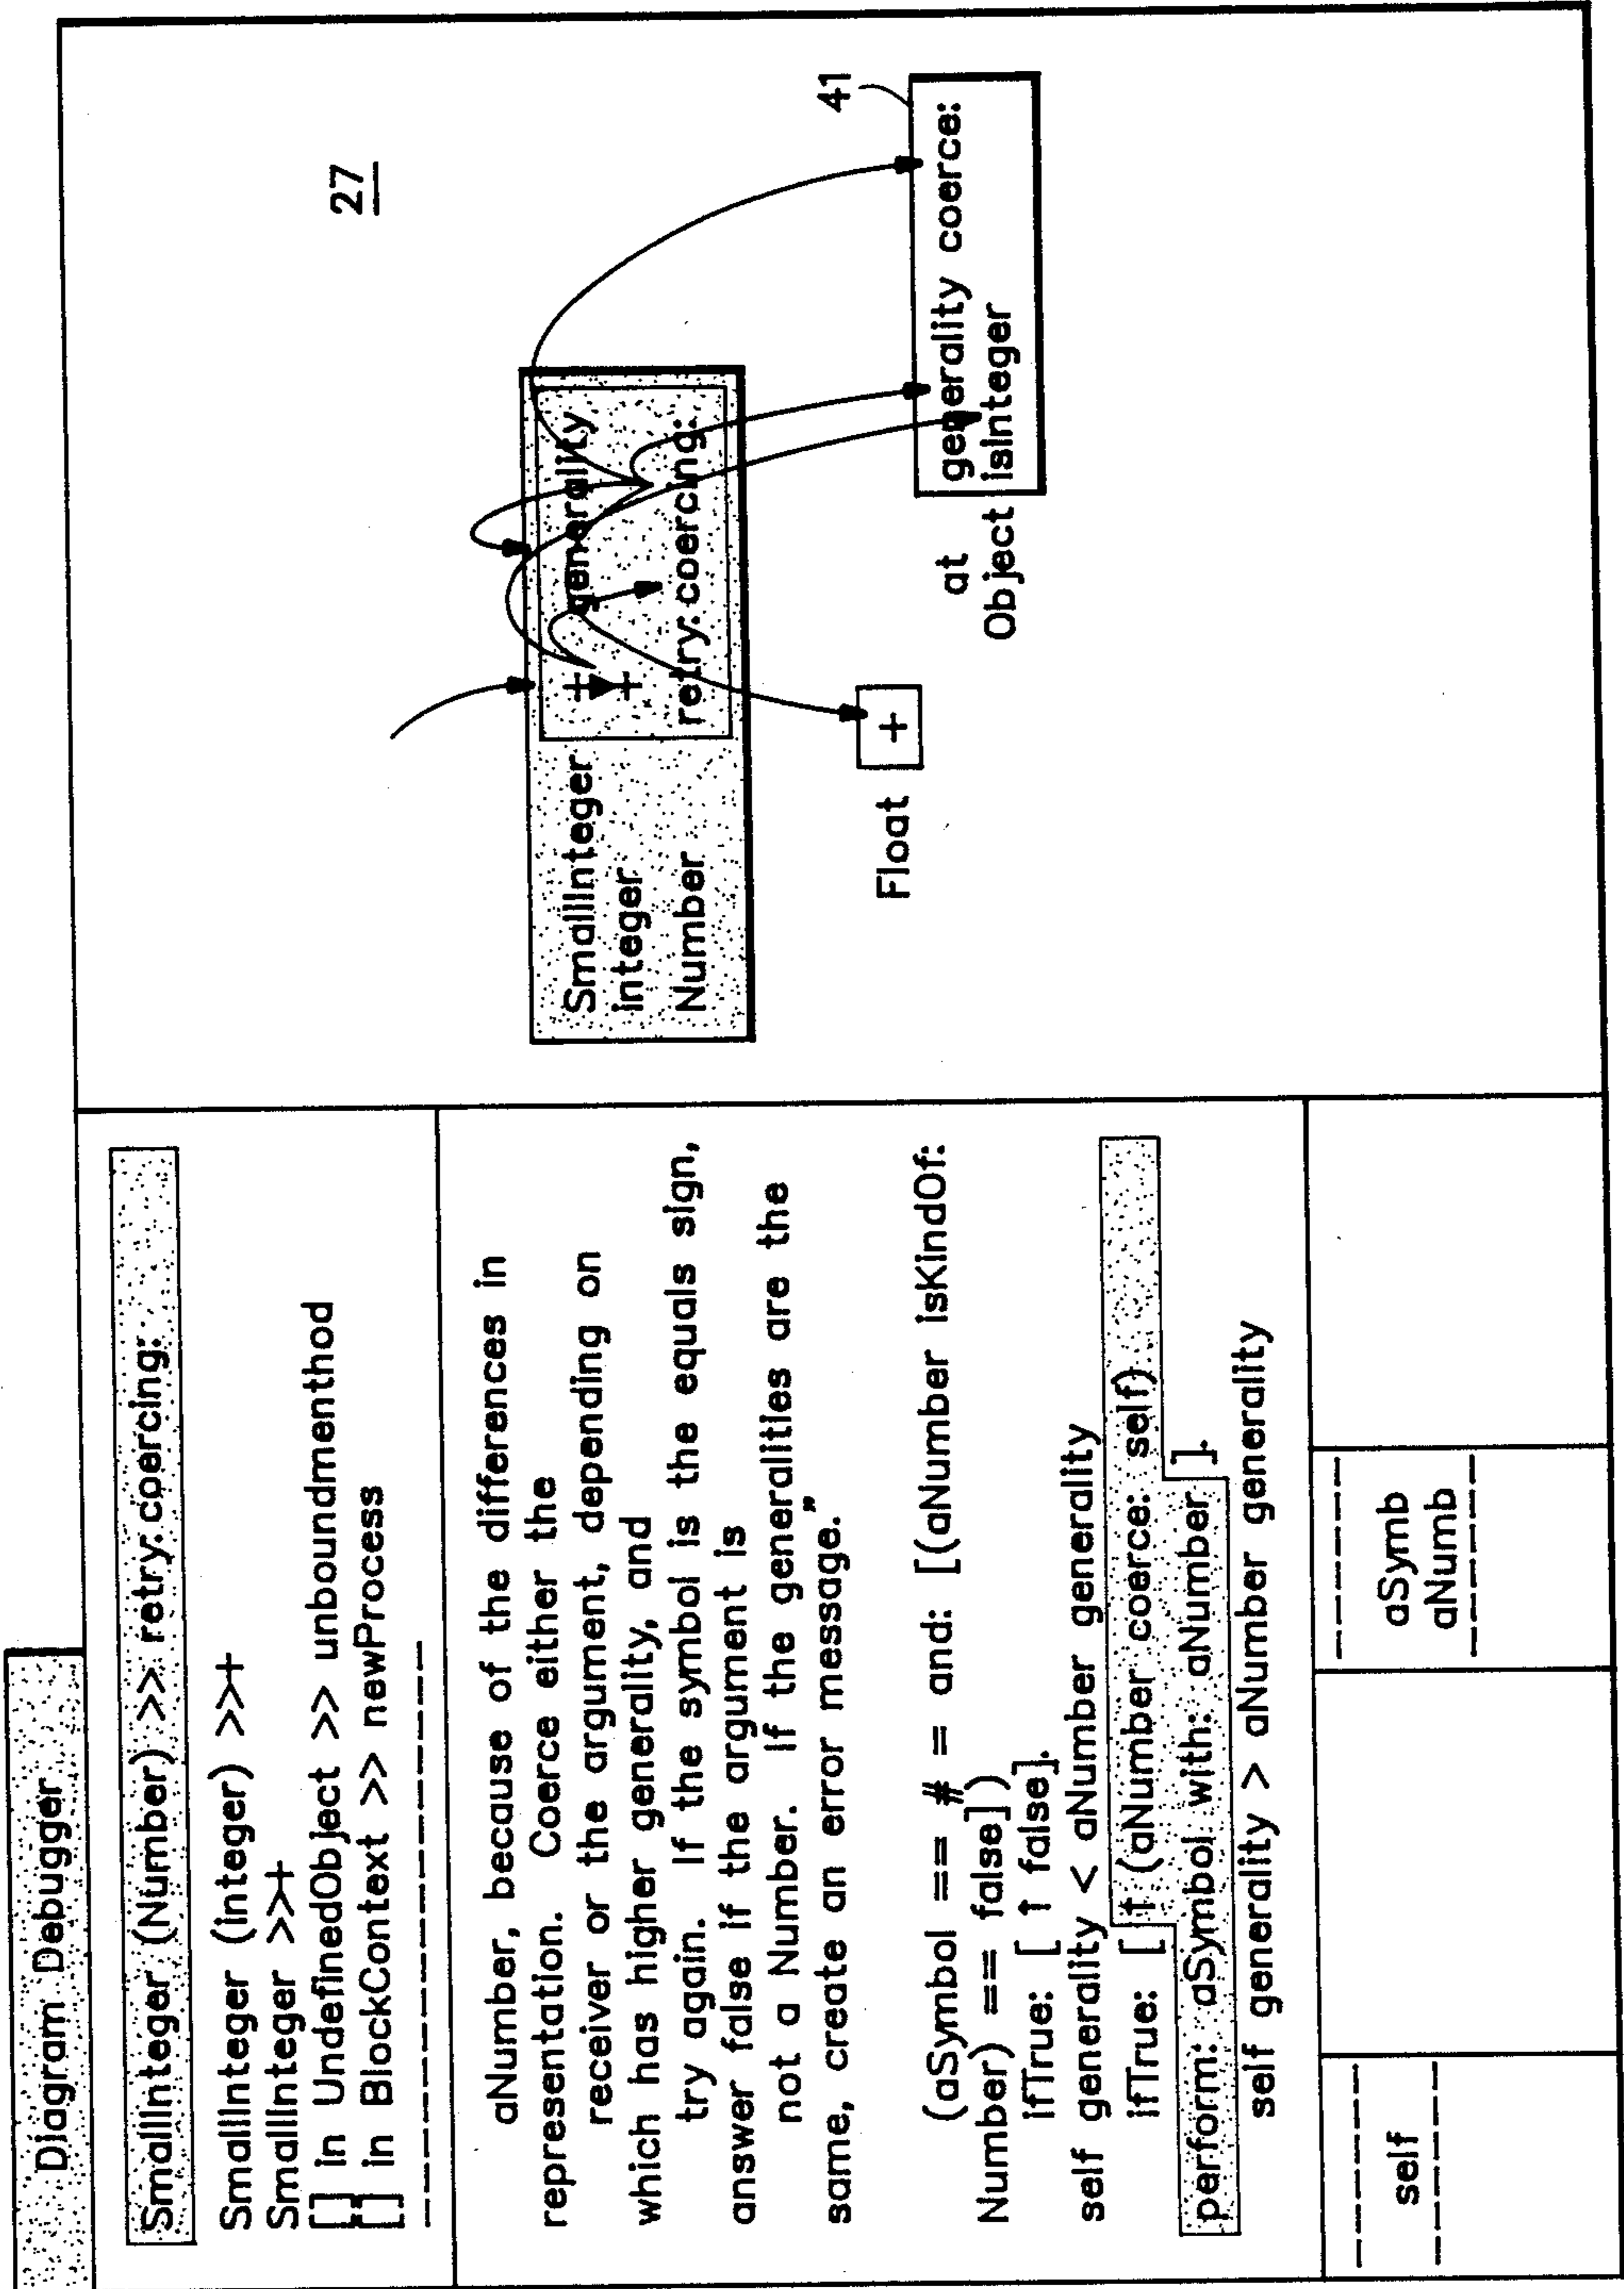 Diagram Debugger
SmallInteger (Number) >> retry: coercing:
SmallInteger (integer) >>+
SmallInteger >>+
[] in UndefinedObject >> unboundmenthod
[] in BlockContext >> newProcess
aNumber, because of the differences in
representation. Coerce either the
receiver or the argument, depending on
which has higher generality, and
try again. If the symbol is the equals sign,
answer false if the argument is
not a Number. If the generalities are the
same, create an error message."
(aSymbol == # = and: [(aNumber isKindOf:
Number) == false])
ifTrue: [ ↑ false].
self generality < aNumber generality
ifTrue: [↑ (aNumber coerce: self)
perform: aSymbol with: aNumber ].
self generality > aNumber generality
self
aSymb
aNumb
27
SmallInteger + generality
integer +
Number retry: coercing:
Float +
41
at generality coerce:
Object isInteger